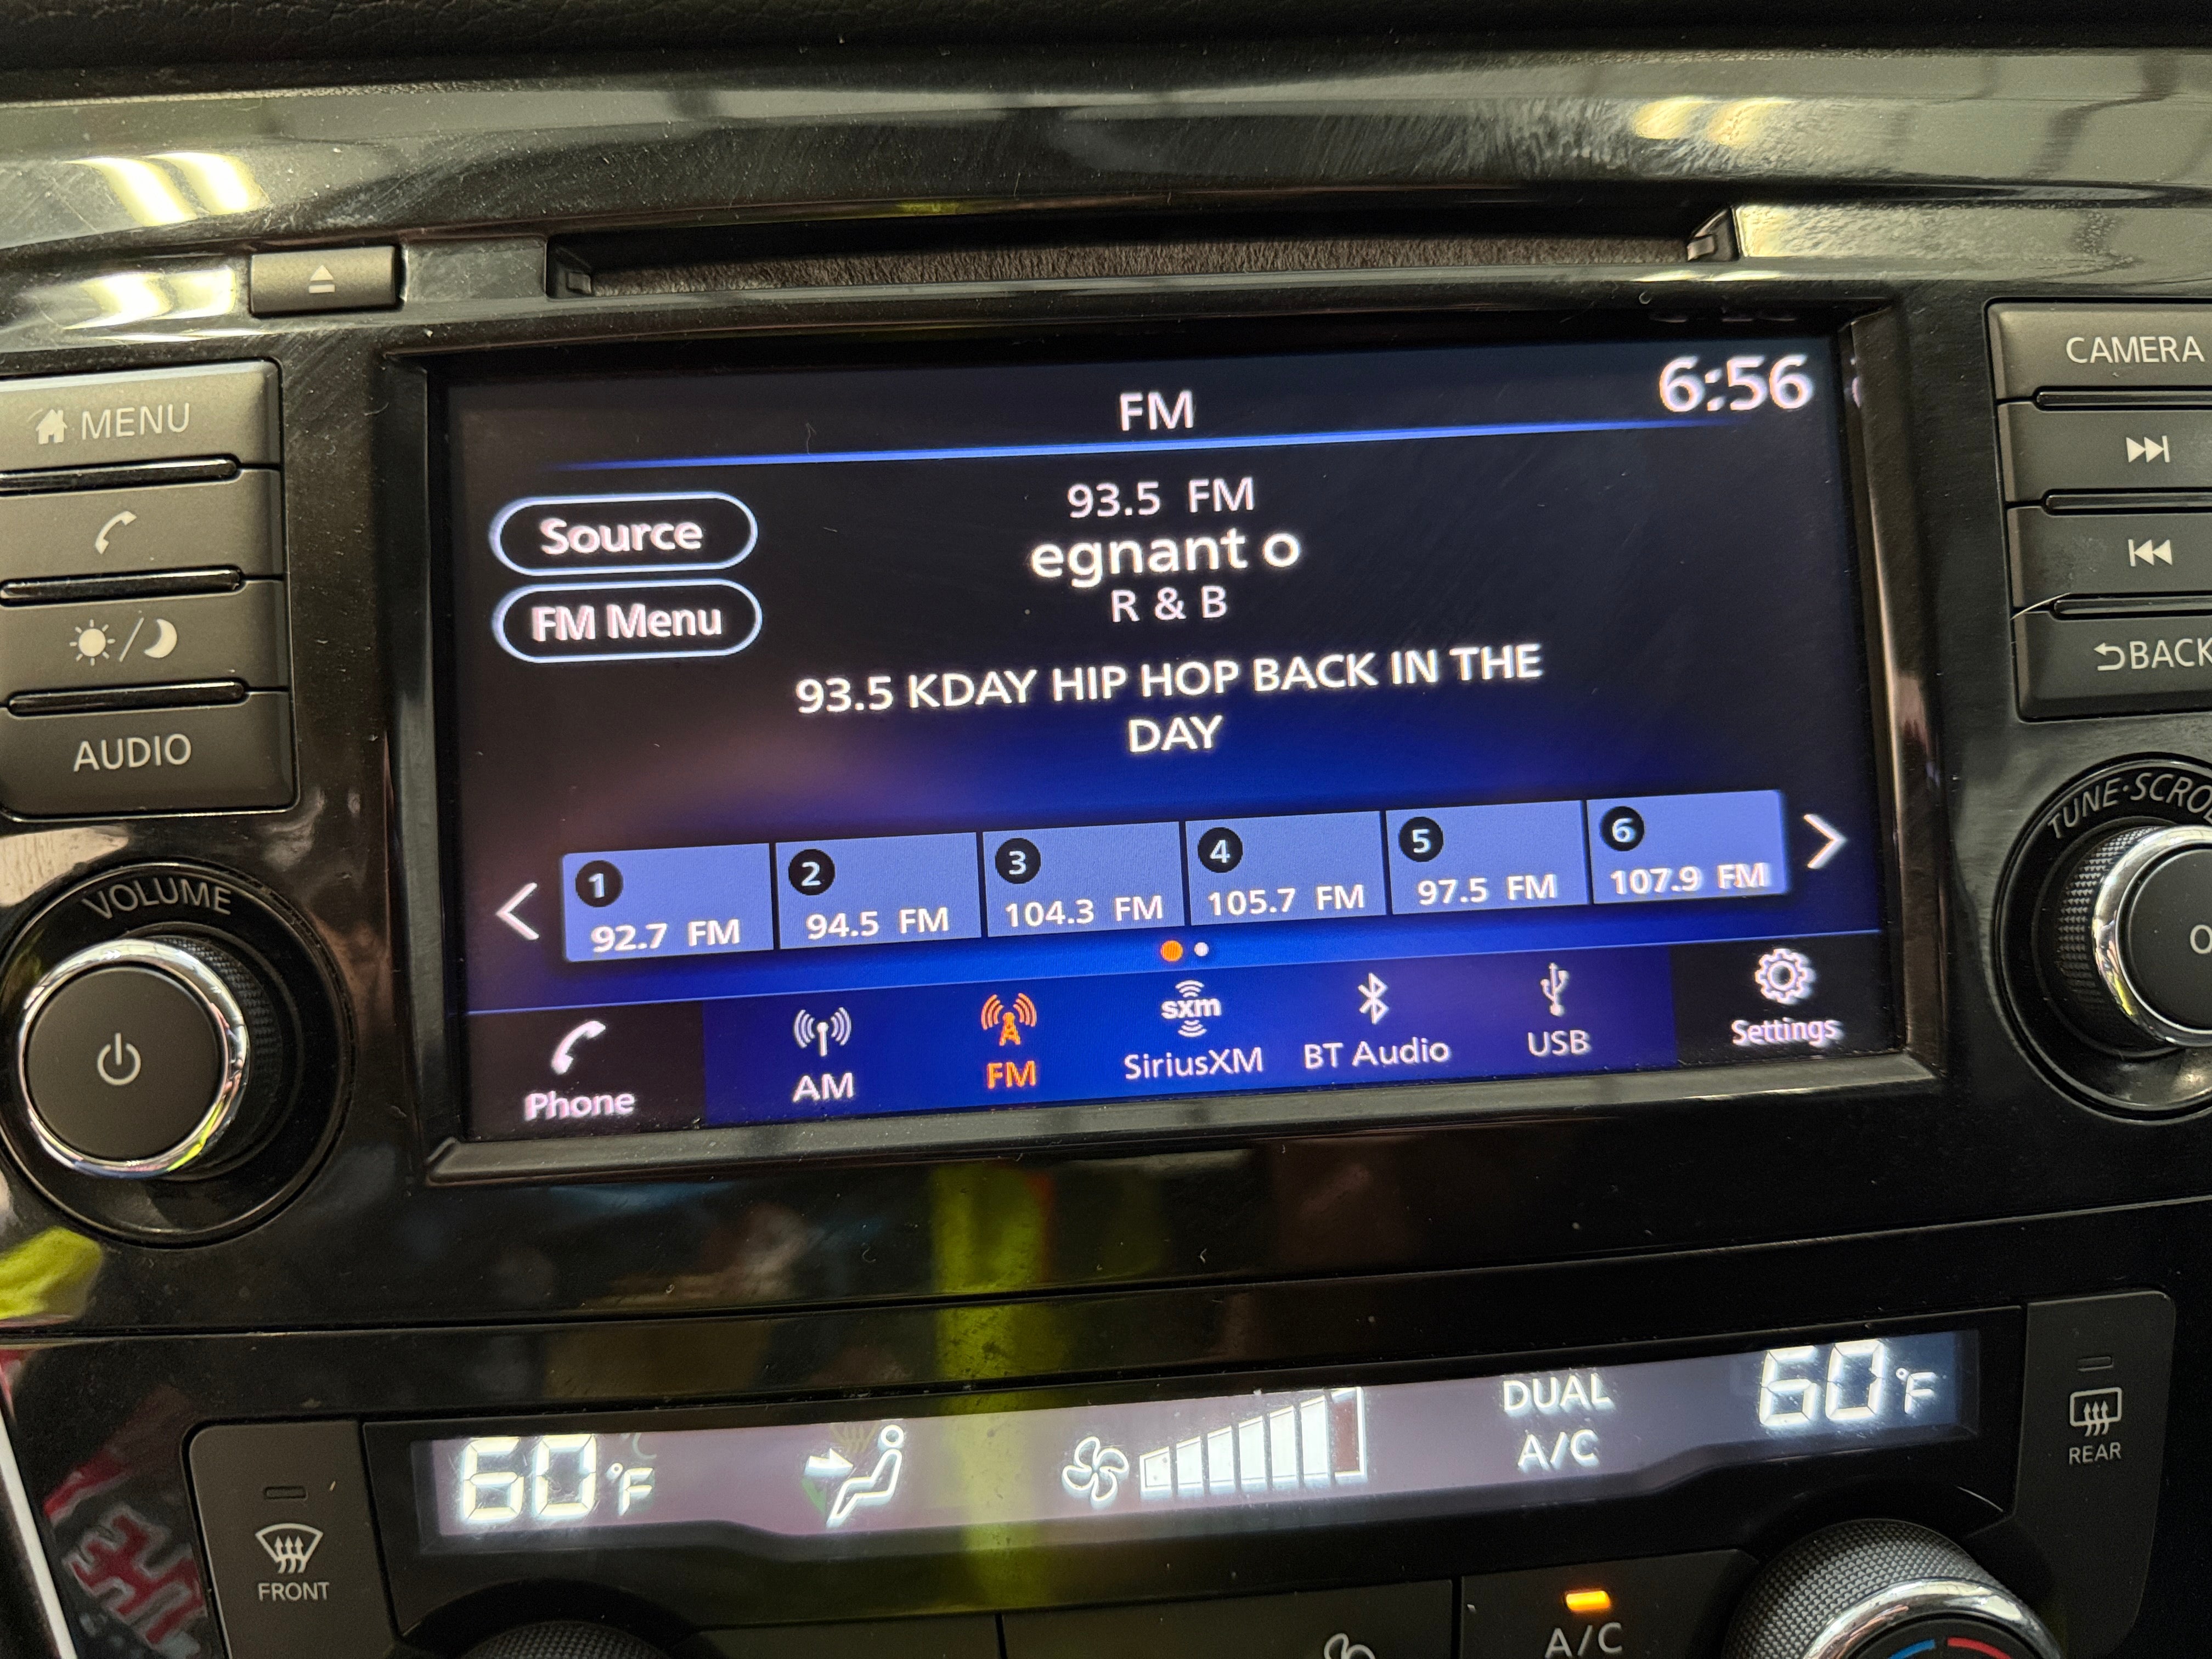 CAMERA
MENU
AUDIO
VOLUME
BACK
FM
6:56
Source
FM Menu
93.5 FM
egnant o
R & B
93.5 KDAY HIP HOP BACK IN THE
DAY
1
92.7 FM
2
94.5 FM
3
104.3 FM
4
105.7 FM
5
97.5 FM
6
107.9 FM
Phone
AM
FM
sxm
SiriusXM
BT Audio
USB
Settings
60°F
DUAL
A/C
60°F
FRONT
REAR
A/C